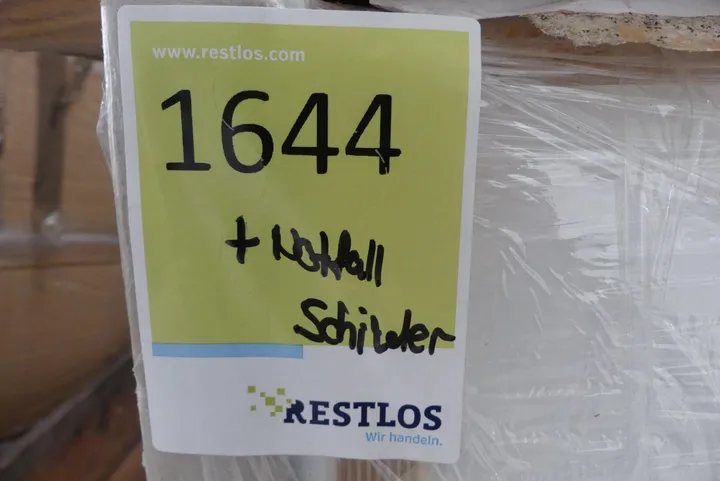 www.restlos.com
1644
+ Notfall
Schilder
RESTLOS
Wir handeln.